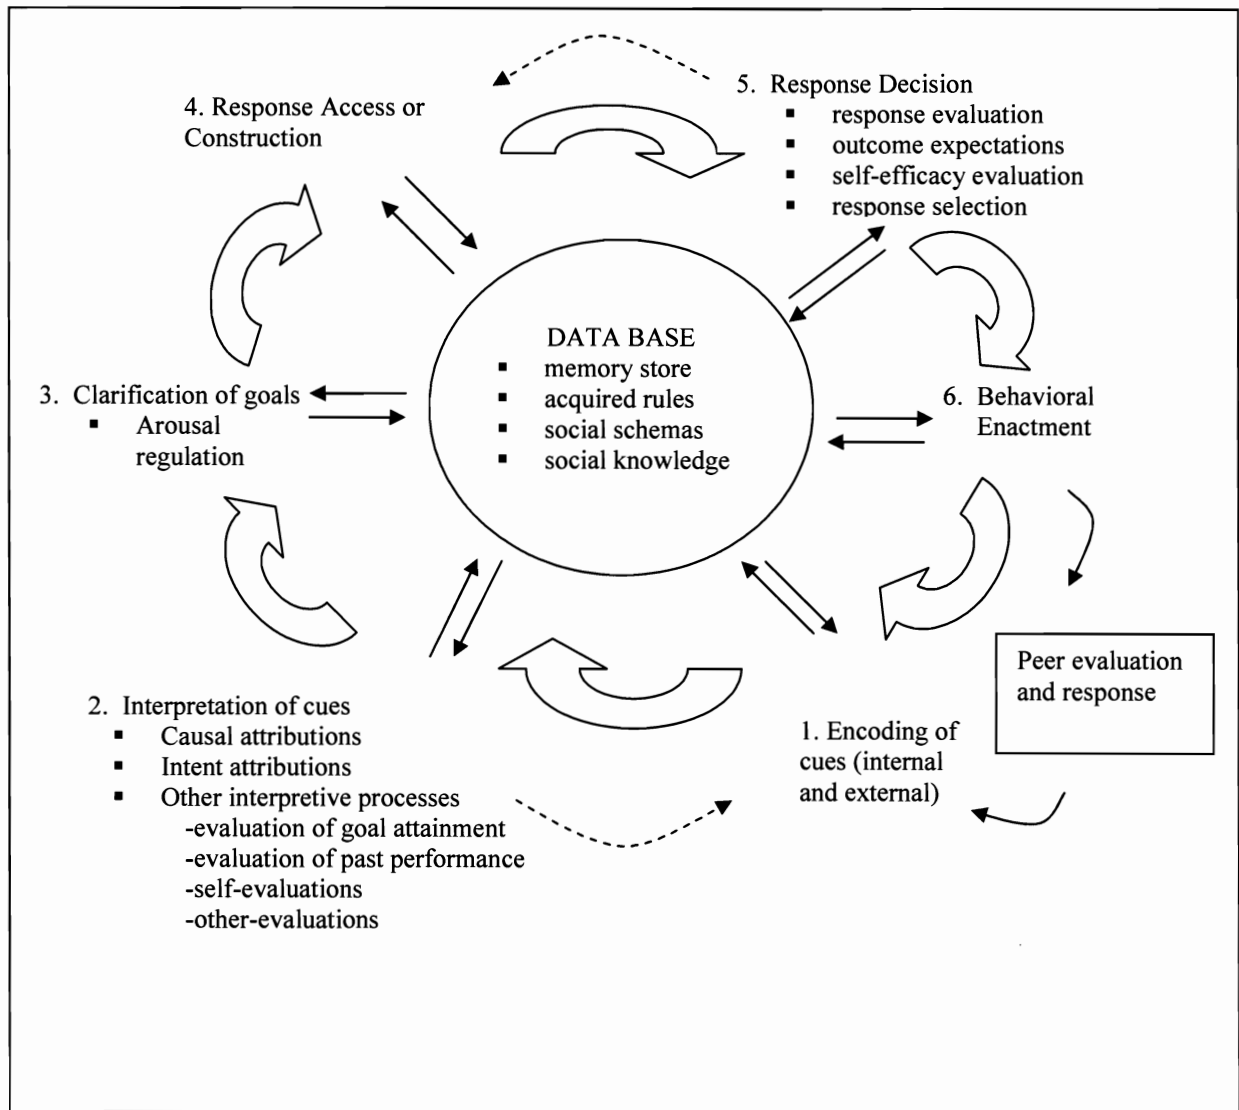 4. Response Access or
Construction
5. Response Decision
▪ response evaluation
▪ outcome expectations
▪ self-efficacy evaluation
▪ response selection
DATA BASE
▪ memory store
▪ acquired rules
▪ social schemas
▪ social knowledge
3. Clarification of goals
▪ Arousal
regulation
6. Behavioral
Enactment
Peer evaluation
and response
2. Interpretation of cues
▪ Causal attributions
▪ Intent attributions
▪ Other interpretive processes
-evaluation of goal attainment
-evaluation of past performance
-self-evaluations
-other-evaluations
1. Encoding of
cues (internal
and external)